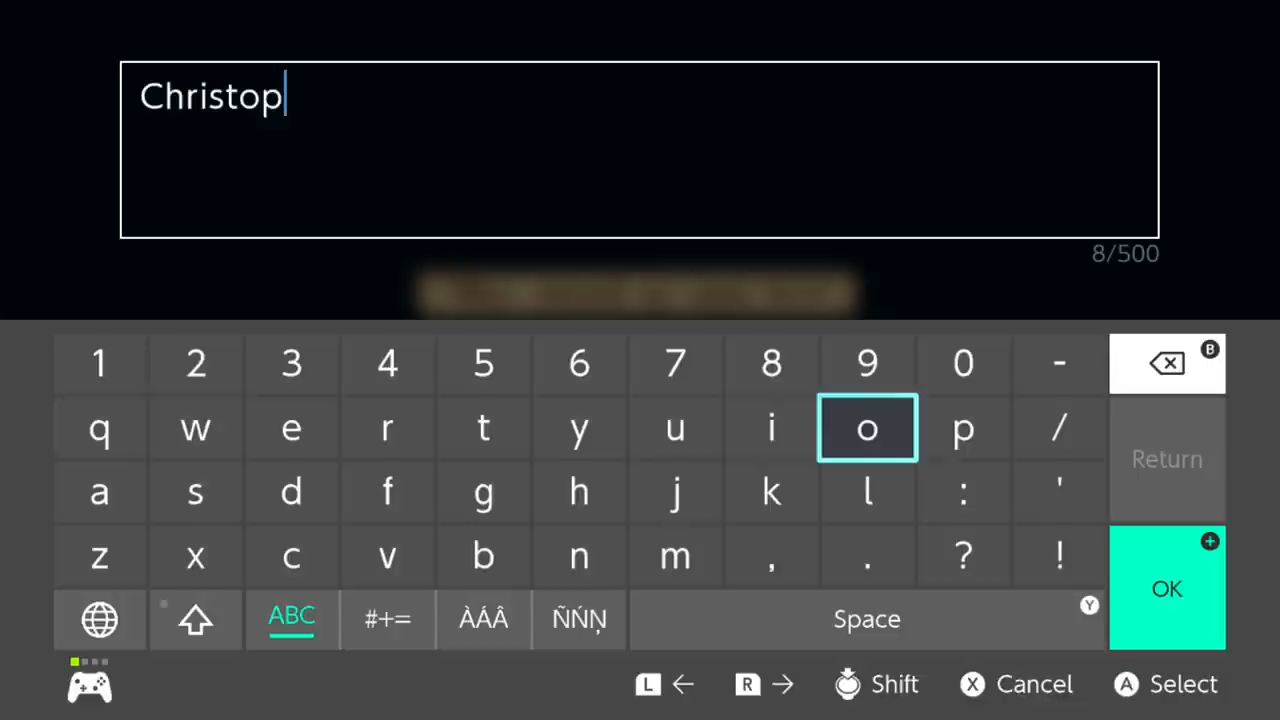 Christop
8/500
1 2 3 4 5 6 7 8 9 0 - B
q w e r t y u i o p /
Return
a s d f g h j k l : '
z x c v b n m , . ? ! +
OK
ABC #+= ÀÁÂ ÑŃŅ Space Y
L ← R → Shift X Cancel A Select